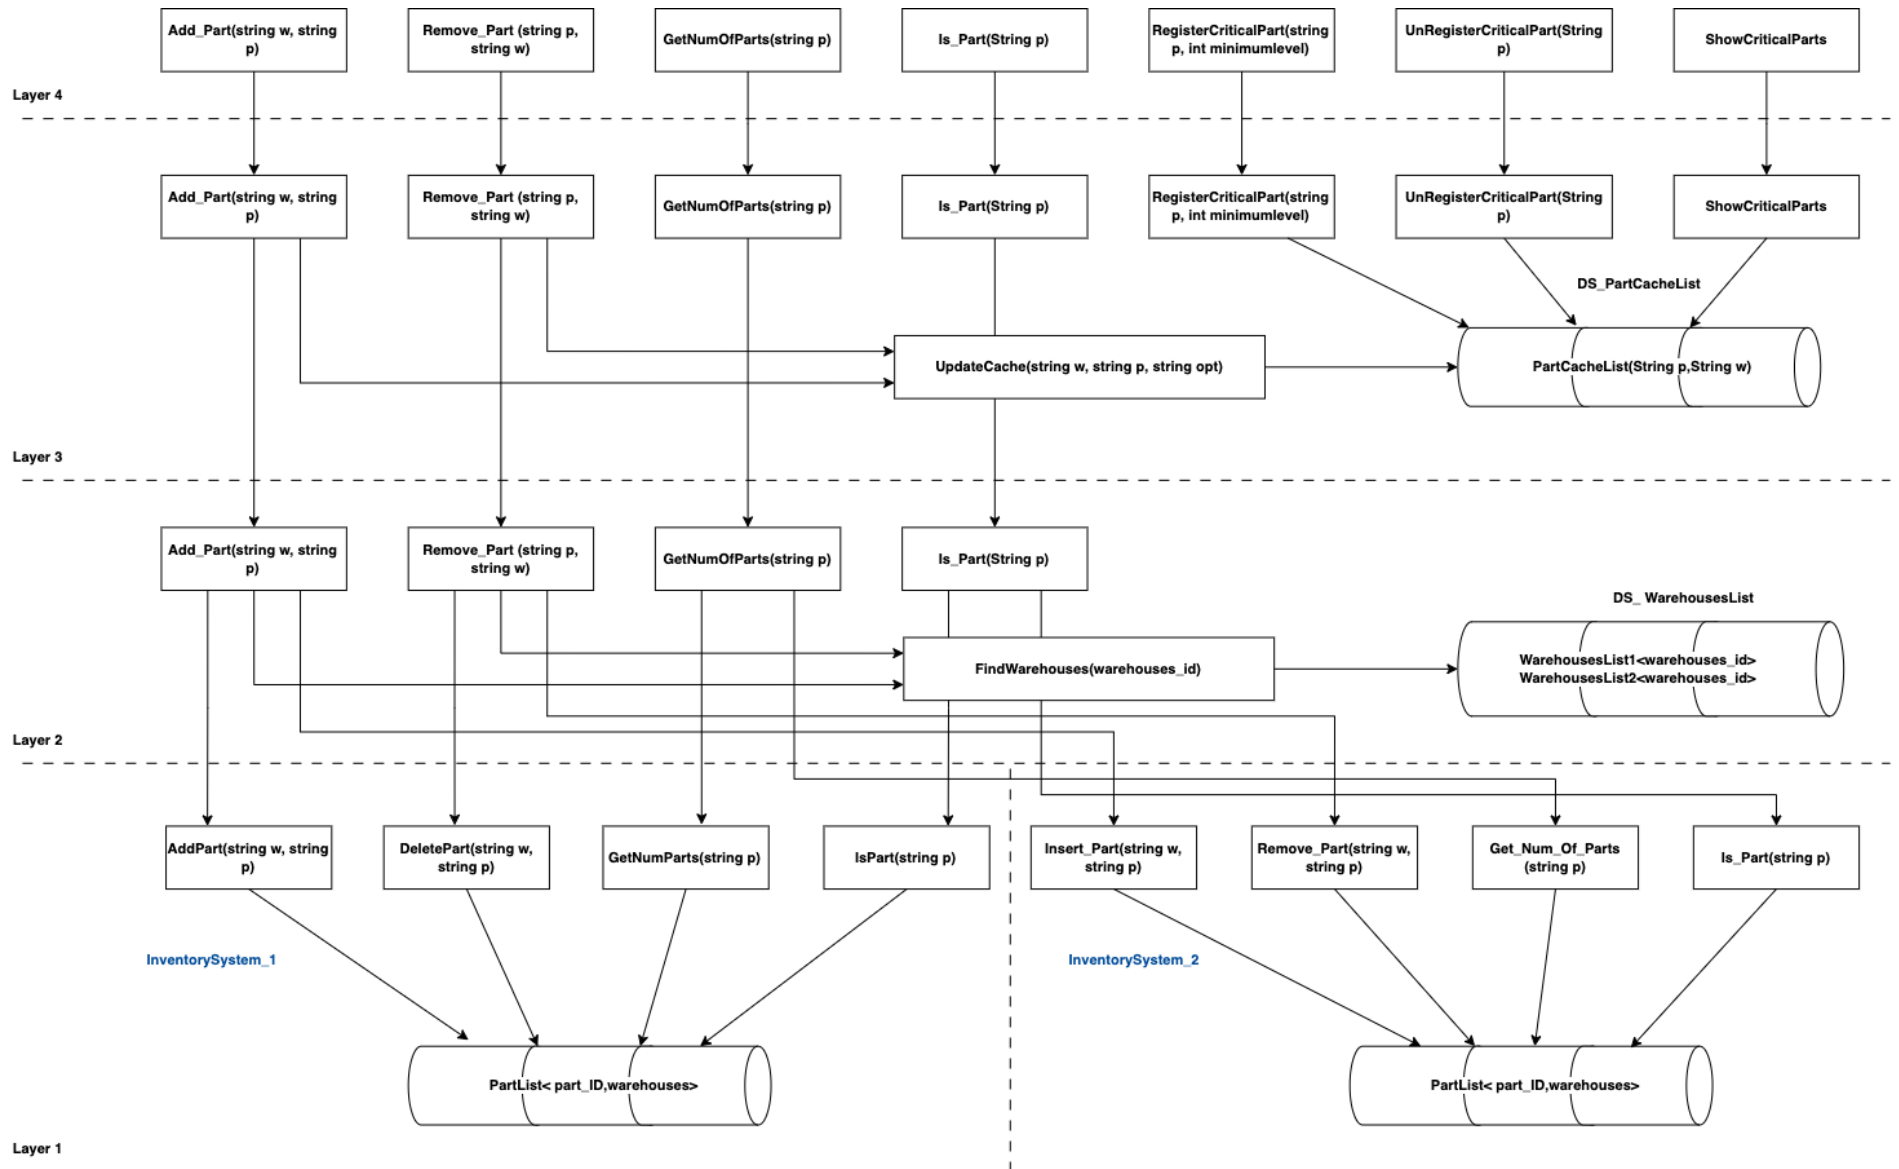 Add_Part(string w, string
p)
Remove_Part (string p,
string w)
GetNumOfParts(string p)
Is_Part(String p)
RegisterCriticalPart(string
p, int minimumlevel)
UnRegisterCriticalPart(String
p)
ShowCriticalParts
Layer 4
Add_Part(string w, string
p)
Remove_Part (string p,
string w)
GetNumOfParts(string p)
Is_Part(String p)
RegisterCriticalPart(string
p, int minimumlevel)
UnRegisterCriticalPart(String
p)
ShowCriticalParts
DS_PartCacheList
UpdateCache(string w, string p, string opt)
PartCacheList(String p,String w)
Layer 3
Add_Part(string w, string
p)
Remove_Part (string p,
string w)
GetNumOfParts(string p)
Is_Part(String p)
DS_ WarehousesList
FindWarehouses(warehouses_id)
WarehousesList1<warehouses_id>
WarehousesList2<warehouses_id>
Layer 2
AddPart(string w, string
p)
DeletePart(string w,
string p)
GetNumParts(string p)
IsPart(string p)
Insert_Part(string w,
string p)
Remove_Part(string w,
string p)
Get_Num_Of_Parts
(string p)
Is_Part(string p)
InventorySystem_1
InventorySystem_2
PartList< part_ID,warehouses>
PartList< part_ID,warehouses>
Layer 1